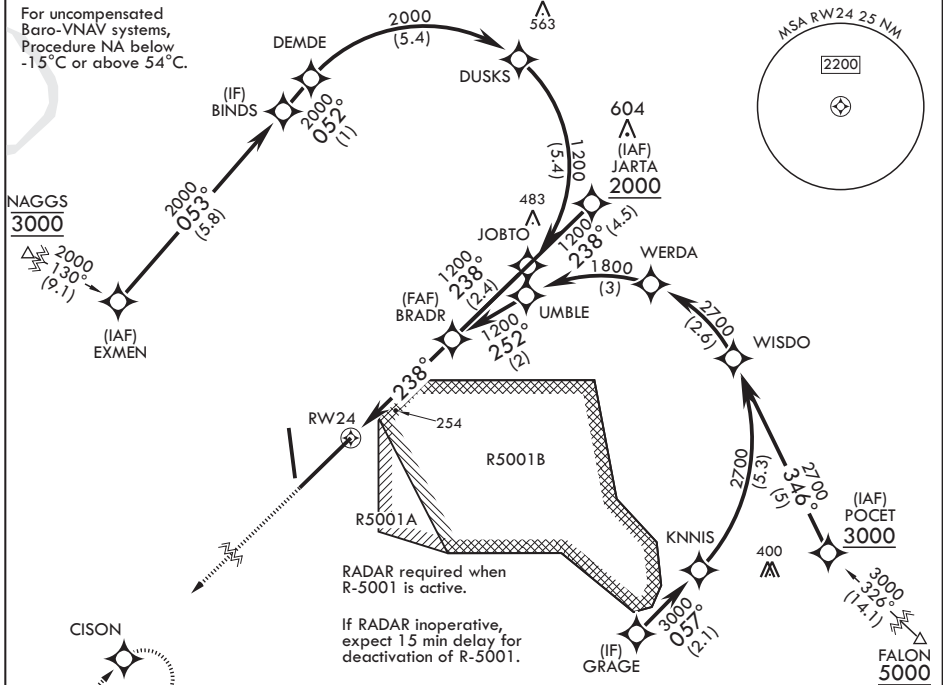 For uncompensated
Baro-VNAV systems,
Procedure NA below
-15°C or above 54°C.
2000
(5.4)
563
MSA RW24 25 NM
2200
DEMDE
DUSKS
(IF)
BINDS
2000
052°
(1)
604
(IAF)
JARTA
2000
1200
(5.4)
2000
053°
(5.8)
NAGGS
3000
2000
130°
(9.1)
(IAF)
EXMEN
483
JOBTO
1200
238°
(4.5)
WERDA
1200
238°
(2.4)
1800
(3)
(FAF)
BRADR
UMBLE
1200
252°
(2)
2700
(2.6)
WISDO
238°
RW24
254
R5001B
R5001A
2700
(5.3)
2700
346°
(5)
(IAF)
POCET
3000
KNNIS
400
RADAR required when
R-5001 is active.
If RADAR inoperative,
expect 15 min delay for
deactivation of R-5001.
3000
057°
(2.1)
(IF)
GRAGE
3000
326°
(14.1)
FALON
5000
CISON